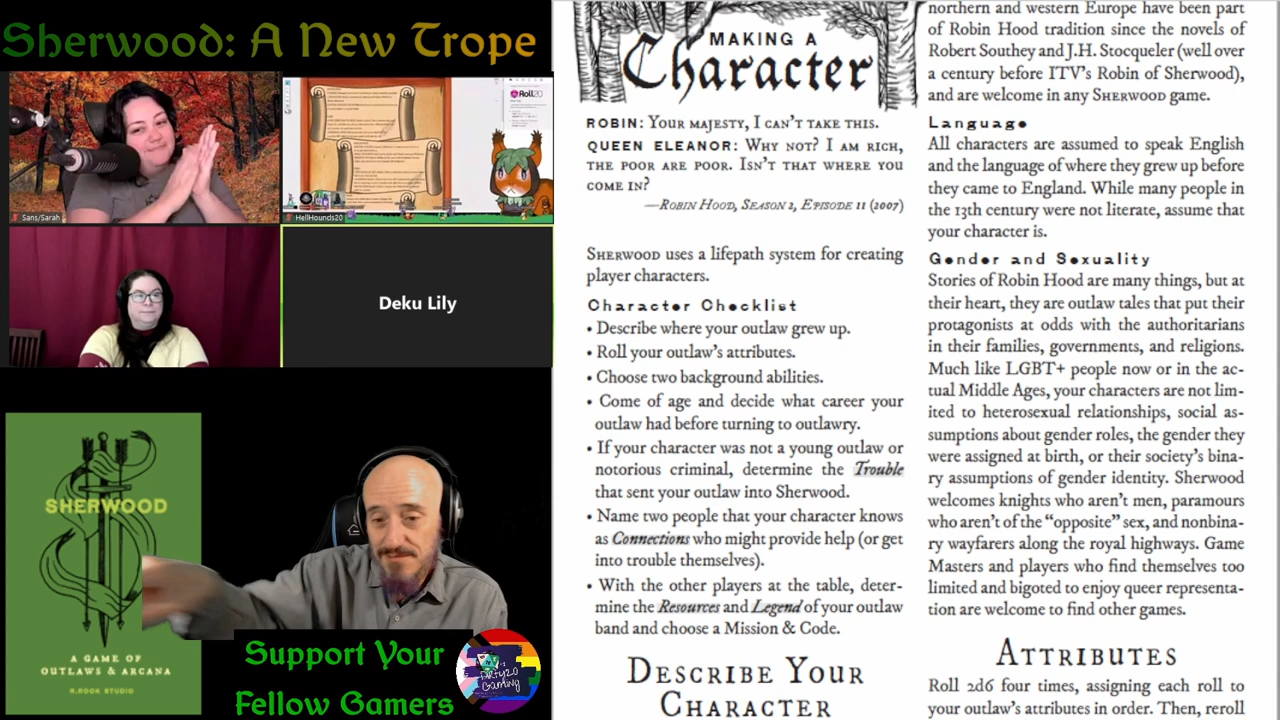 Sherwood: A New Trope
Sans/Sarah
Roll20
HellHounds20
Deku Lily
SHERWOOD
A GAME OF
OUTLAWS & ARCANA
R.ROOK STUDIO
Support Your
Fellow Gamers
Dirty20
Gaming
MAKING A
Character
ROBIN: Your majesty, I can't take this.
QUEEN ELEANOR: Why not? I am rich,
the poor are poor. Isn't that where you
come in?
—Robin Hood, Season 2, Episode 11 (2007)
Sherwood uses a lifepath system for creating
player characters.
Character Checklist
• Describe where your outlaw grew up.
• Roll your outlaw's attributes.
• Choose two background abilities.
• Come of age and decide what career your
outlaw had before turning to outlawry.
• If your character was not a young outlaw or
notorious criminal, determine the Trouble
that sent your outlaw into Sherwood.
• Name two people that your character knows
as Connections who might provide help (or get
into trouble themselves).
• With the other players at the table, deter-
mine the Resources and Legend of your outlaw
band and choose a Mission & Code.
Describe Your
Character
northern and western Europe have been part
of Robin Hood tradition since the novels of
Robert Southey and J.H. Stocqueler (well over
a century before ITV's Robin of Sherwood),
and are welcome in any Sherwood game.
Language
All characters are assumed to speak English
and the language of where they grew up before
they came to England. While many people in
the 13th century were not literate, assume that
your character is.
Gender and Sexuality
Stories of Robin Hood are many things, but at
their heart, they are outlaw tales that put their
protagonists at odds with the authoritarians
in their families, governments, and religions.
Much like LGBT+ people now or in the ac-
tual Middle Ages, your characters are not lim-
ited to heterosexual relationships, social as-
sumptions about gender roles, the gender they
were assigned at birth, or their society's bina-
ry assumptions of gender identity. Sherwood
welcomes knights who aren't men, paramours
who aren't of the “opposite” sex, and nonbina-
ry wayfarers along the royal highways. Game
Masters and players who find themselves too
limited and bigoted to enjoy queer representa-
tion are welcome to find other games.
Attributes
Roll 2d6 four times, assigning each roll to
your outlaw's attributes in order. Then, reroll